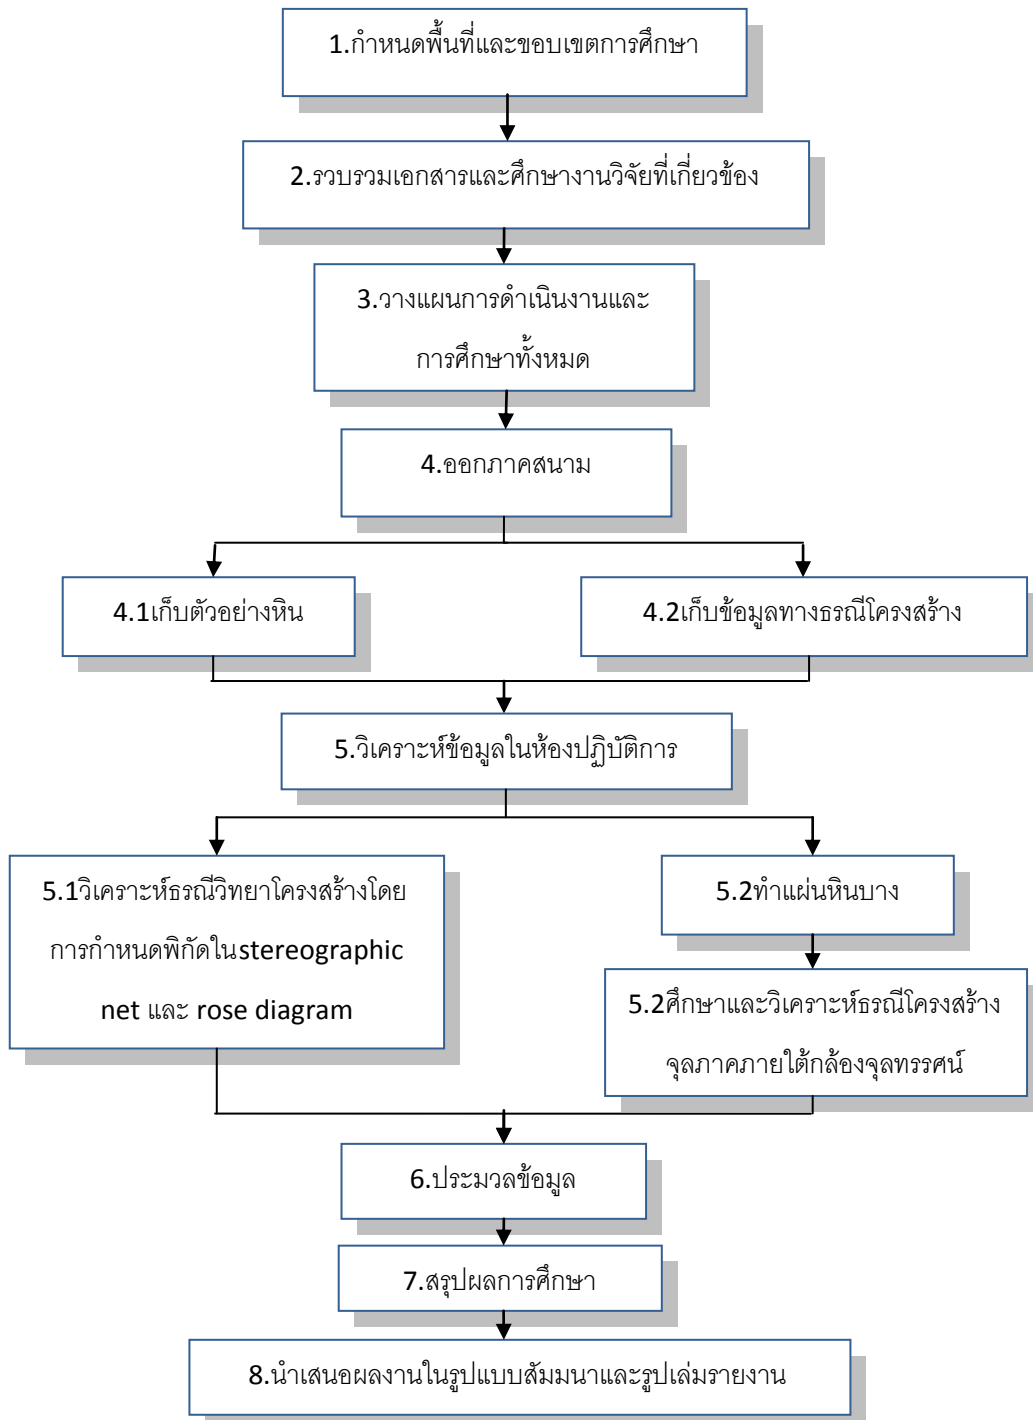 1.กำหนดพื้นที่และขอบเขตการศึกษา
2.รวบรวมเอกสารและศึกษางานวิจัยที่เกี่ยวข้อง
3.วางแผนการดำเนินงานและ
การศึกษาทั้งหมด
4.ออกภาคสนาม
4.1เก็บตัวอย่างหิน
4.2เก็บข้อมูลทางธรณีโครงสร้าง
5.วิเคราะห์ข้อมูลในห้องปฏิบัติการ
5.1วิเคราะห์ธรณีวิทยาโครงสร้างโดย
การกำหนดพิกัดในstereographic
net และ rose diagram
5.2ทำแผ่นหินบาง
5.2ศึกษาและวิเคราะห์ธรณีโครงสร้าง
จุลภาคภายใต้กล้องจุลทรรศน์
6.ประมวลข้อมูล
7.สรุปผลการศึกษา
8.นำเสนอผลงานในรูปแบบสัมมนาและรูปเล่มรายงาน